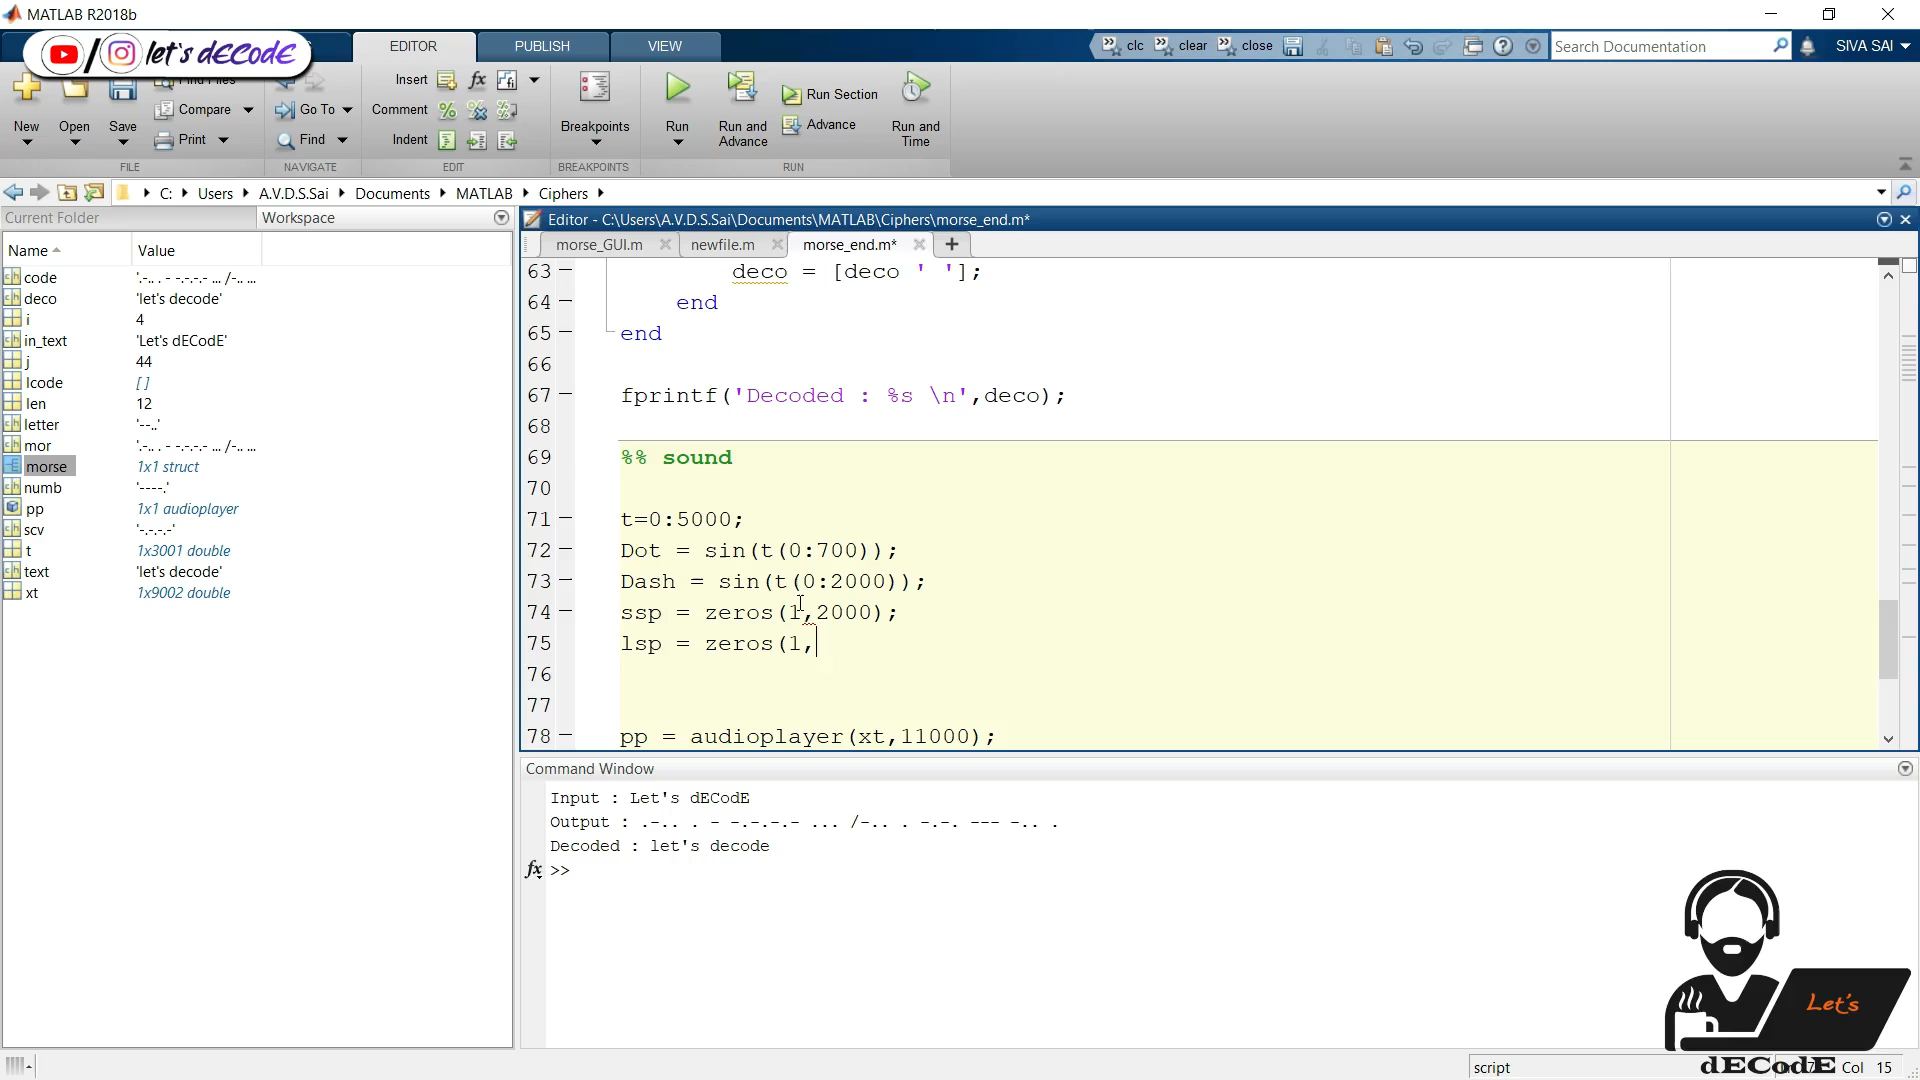 MATLAB R2018b
let's dECodE
EDITOR PUBLISH VIEW
clc clear close Search Documentation SIVA SAI
New Open Save Find Files Compare Print
Go To Find
Insert fx
Comment
Indent
Breakpoints
Run Run and Advance Run Section Advance Run and Time
FILE NAVIGATE EDIT BREAKPOINTS RUN
C: Users A.V.D.S.Sai Documents MATLAB Ciphers
Current Folder Workspace
Name Value
code '.-.. . - -.-.-.- ... /-.. ...
deco 'let's decode'
i 4
in_text 'Let's dECodE'
j 44
lcode []
len 12
letter '--..'
mor '.-.. . - -.-.-.- ... /-.. ...
morse 1x1 struct
numb '----.'
pp 1x1 audioplayer
scv '-.-.-.-'
t 1x3001 double
text 'let's decode'
xt 1x9002 double
Editor - C:\Users\A.V.D.S.Sai\Documents\MATLAB\Ciphers\morse_end.m*
morse_GUI.m newfile.m morse_end.m* +
63 deco = [deco ' '];
64 end
65 end
66
67 fprintf('Decoded : %s \n',deco);
68
69 %% sound
70
71 t=0:5000;
72 Dot = sin(t(0:700));
73 Dash = sin(t(0:2000));
74 ssp = zeros(1,2000);
75 lsp = zeros(1,
76
77
78 pp = audioplayer(xt,11000);
Command Window
Input : Let's dECodE
Output : .-.. . - -.-.-.- ... /-.. . -.-. --- -.. .
Decoded : let's decode
fx >>
Let's
dECodE
script Col 15